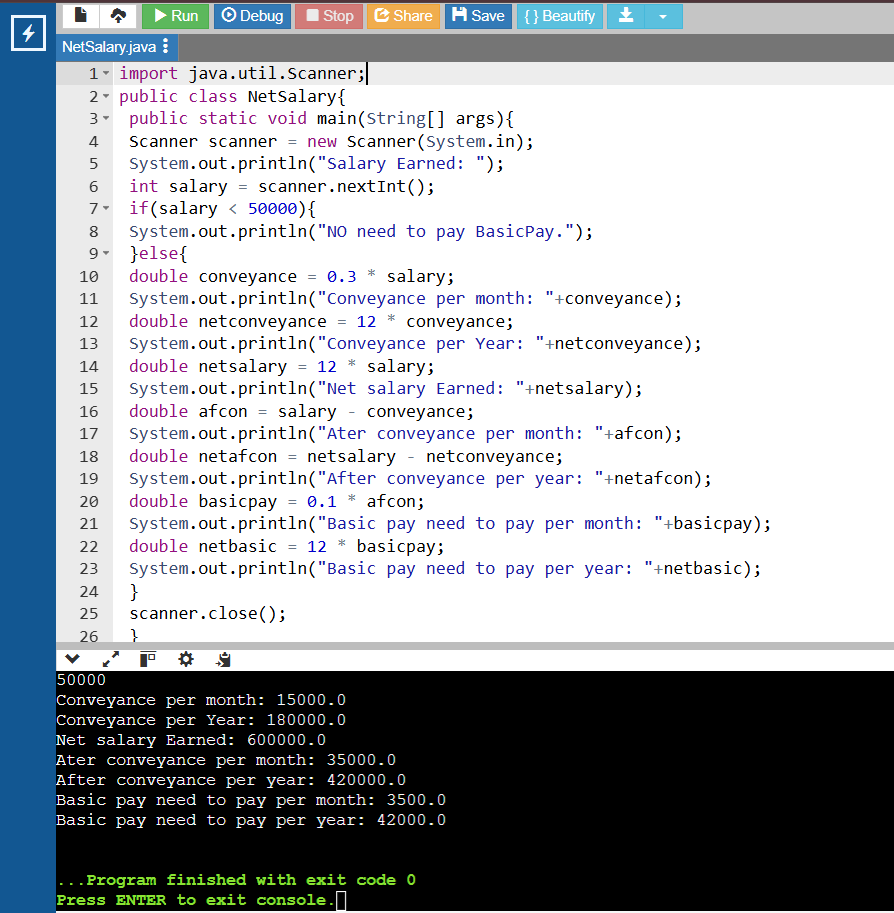 Run Debug Stop Share Save { } Beautify
NetSalary.java
1 import java.util.Scanner;
2 public class NetSalary{
3 public static void main(String[] args){
4 Scanner scanner = new Scanner(System.in);
5 System.out.println("Salary Earned: ");
6 int salary = scanner.nextInt();
7 if(salary < 50000){
8 System.out.println("NO need to pay BasicPay.");
9 }else{
10 double conveyance = 0.3 * salary;
11 System.out.println("Conveyance per month: "+conveyance);
12 double netconveyance = 12 * conveyance;
13 System.out.println("Conveyance per Year: "+netconveyance);
14 double netsalary = 12 * salary;
15 System.out.println("Net salary Earned: "+netsalary);
16 double afcon = salary - conveyance;
17 System.out.println("Ater conveyance per month: "+afcon);
18 double netafcon = netsalary - netconveyance;
19 System.out.println("After conveyance per year: "+netafcon);
20 double basicpay = 0.1 * afcon;
21 System.out.println("Basic pay need to pay per month: "+basicpay);
22 double netbasic = 12 * basicpay;
23 System.out.println("Basic pay need to pay per year: "+netbasic);
24 }
25 scanner.close();
26 }
50000
Conveyance per month: 15000.0
Conveyance per Year: 180000.0
Net salary Earned: 600000.0
Ater conveyance per month: 35000.0
After conveyance per year: 420000.0
Basic pay need to pay per month: 3500.0
Basic pay need to pay per year: 42000.0
...Program finished with exit code 0
Press ENTER to exit console.